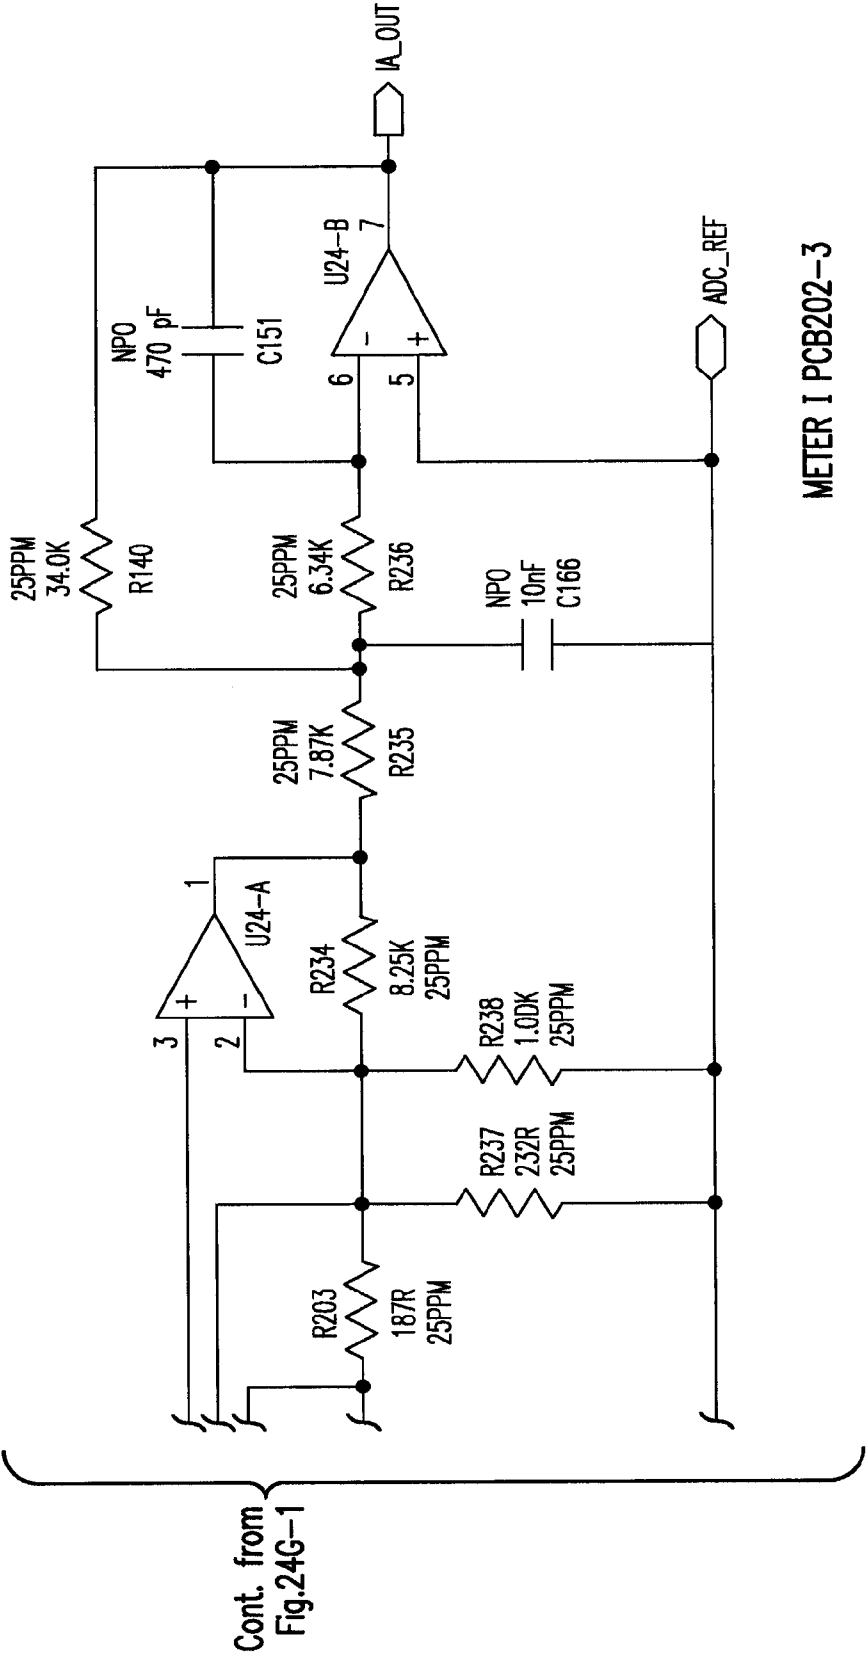 Cont. from
Fig.24G-1
3
+
2
-
1
U24-A
R203
187R
25PPM
R237
232R
25PPM
R238
1.0DK
25PPM
R234
8.25K
25PPM
25PPM
7.87K
R235
25PPM
34.0K
R140
25PPM
6.34K
R236
NPO
10nF
C166
NPO
470 pF
C151
6
-
5
+
U24-B
7
IA_OUT
ADC_REF
METER I PCB202-3